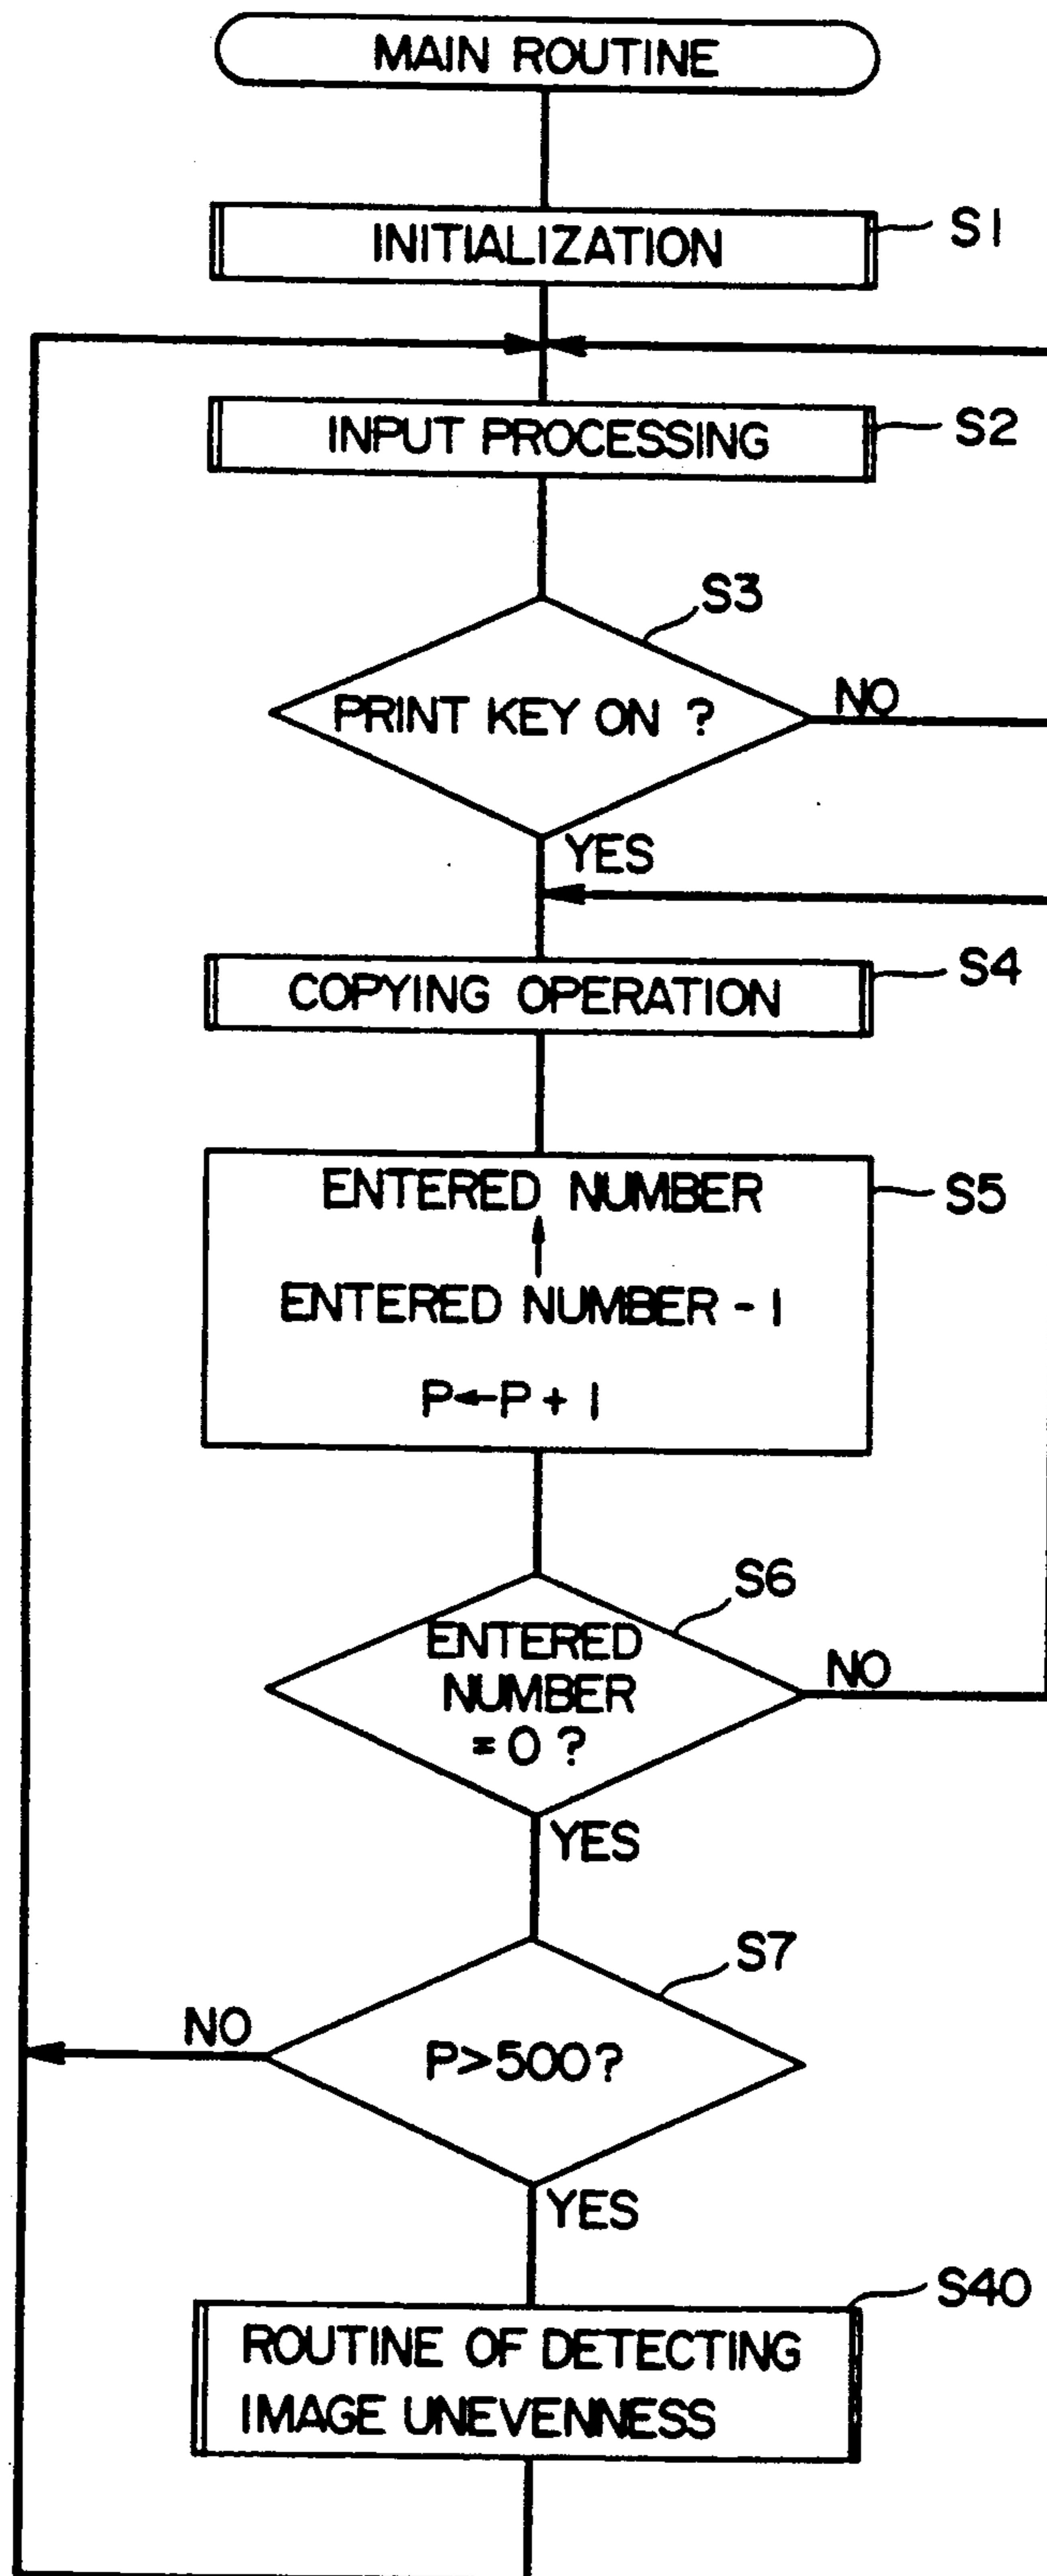 MAIN ROUTINE
INITIALIZATION
S1
INPUT PROCESSING
S2
S3
PRINT KEY ON ?
NO
YES
COPYING OPERATION
S4
ENTERED NUMBER
S5
ENTERED NUMBER - 1
P←P + 1
S6
ENTERED
NUMBER
= 0 ?
NO
YES
S7
NO
P>500?
YES
S40
ROUTINE OF DETECTING
IMAGE UNEVENNESS